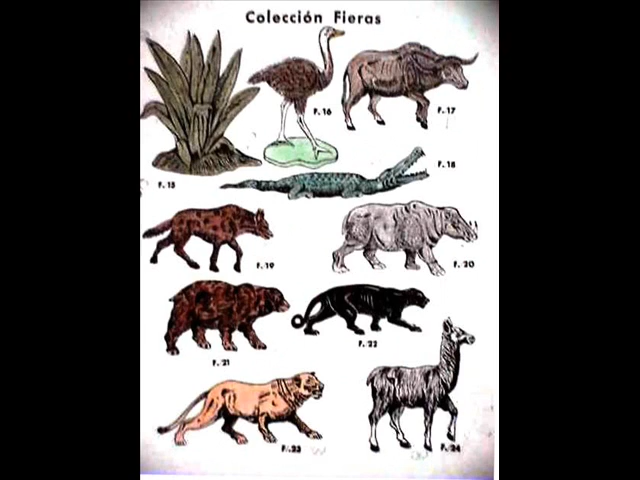 Colección Fieras
F. 16
F. 17
F. 18
F. 15
F. 19
F. 20
F. 22
F. 21
F. 23
F. 24